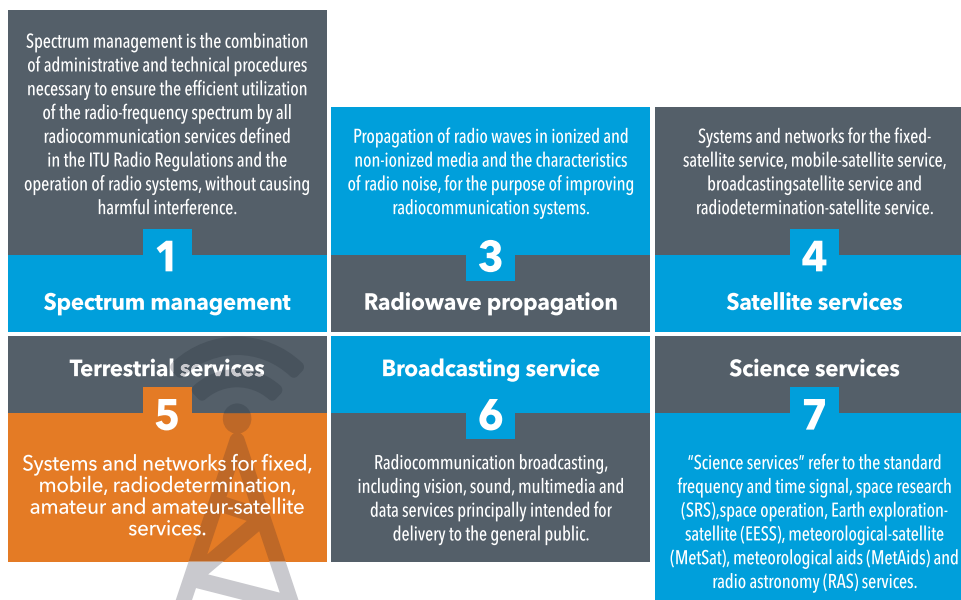 Spectrum management is the combination
of administrative and technical procedures
necessary to ensure the efficient utilization
of the radio-frequency spectrum by all
radiocommunication services defined
in the ITU Radio Regulations and the
operation of radio systems, without causing
harmful interference.
1
Spectrum management
Propagation of radio waves in ionized and
non-ionized media and the characteristics
of radio noise, for the purpose of improving
radiocommunication systems.
3
Radiowave propagation
Systems and networks for the fixed-
satellite service, mobile-satellite service,
broadcastingsatellite service and
radiodetermination-satellite service.
4
Satellite services
Terrestrial services
5
Systems and networks for fixed,
mobile, radiodetermination,
amateur and amateur-satellite
services.
Broadcasting service
6
Radiocommunication broadcasting,
including vision, sound, multimedia and
data services principally intended for
delivery to the general public.
Science services
7
“Science services” refer to the standard
frequency and time signal, space research
(SRS),space operation, Earth exploration-
satellite (EESS), meteorological-satellite
(MetSat), meteorological aids (MetAids) and
radio astronomy (RAS) services.